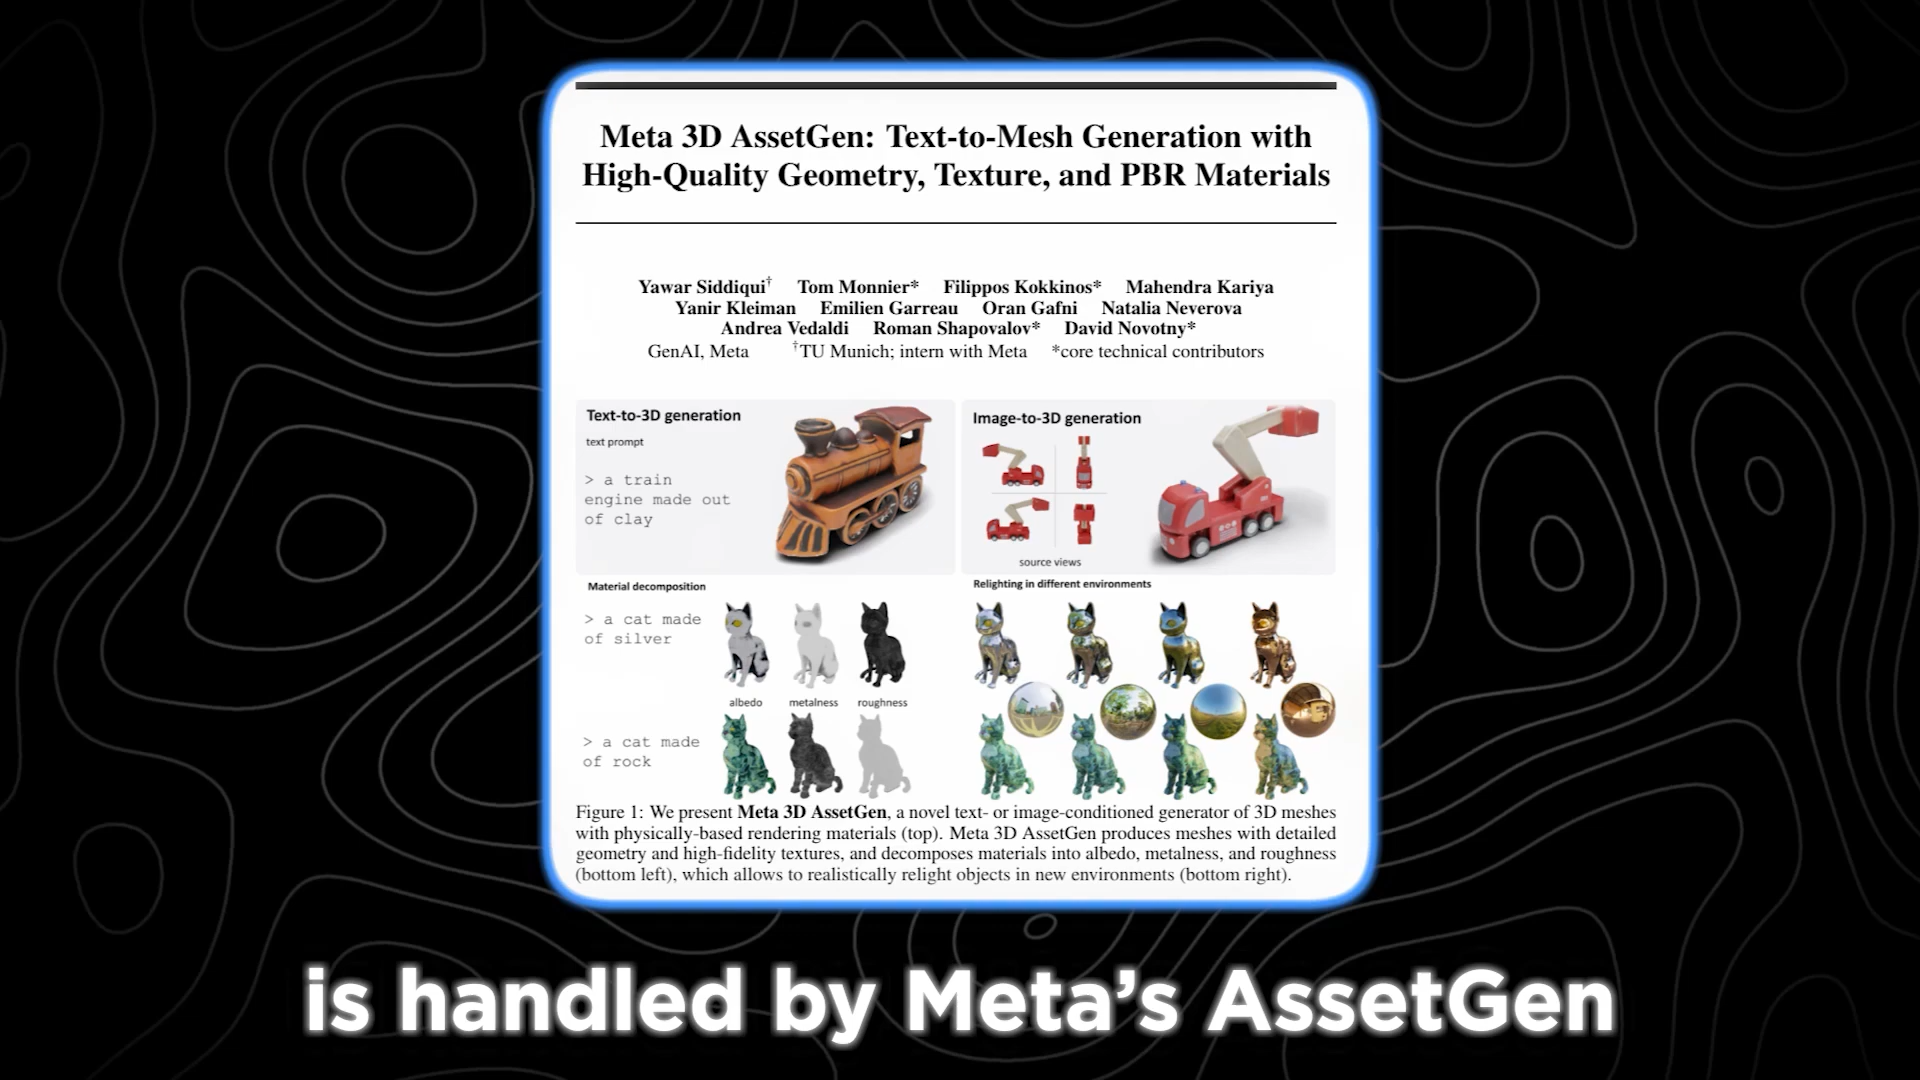 Meta 3D AssetGen: Text-to-Mesh Generation with
High-Quality Geometry, Texture, and PBR Materials
Yawar Siddiqui† Tom Monnier* Filippos Kokkinos* Mahendra Kariya
Yanir Kleiman Emilien Garreau Oran Gafni Natalia Neverova
Andrea Vedaldi Roman Shapovalov* David Novotny*
GenAI, Meta †TU Munich; intern with Meta *core technical contributors
Text-to-3D generation
text prompt
> a train
engine made out
of clay
Image-to-3D generation
source views
Material decomposition
> a cat made
of silver
albedo metalness roughness
> a cat made
of rock
Relighting in different environments
Figure 1: We present Meta 3D AssetGen, a novel text- or image-conditioned generator of 3D meshes
with physically-based rendering materials (top). Meta 3D AssetGen produces meshes with detailed
geometry and high-fidelity textures, and decomposes materials into albedo, metalness, and roughness
(bottom left), which allows to realistically relight objects in new environments (bottom right).
is handled by Meta’s AssetGen